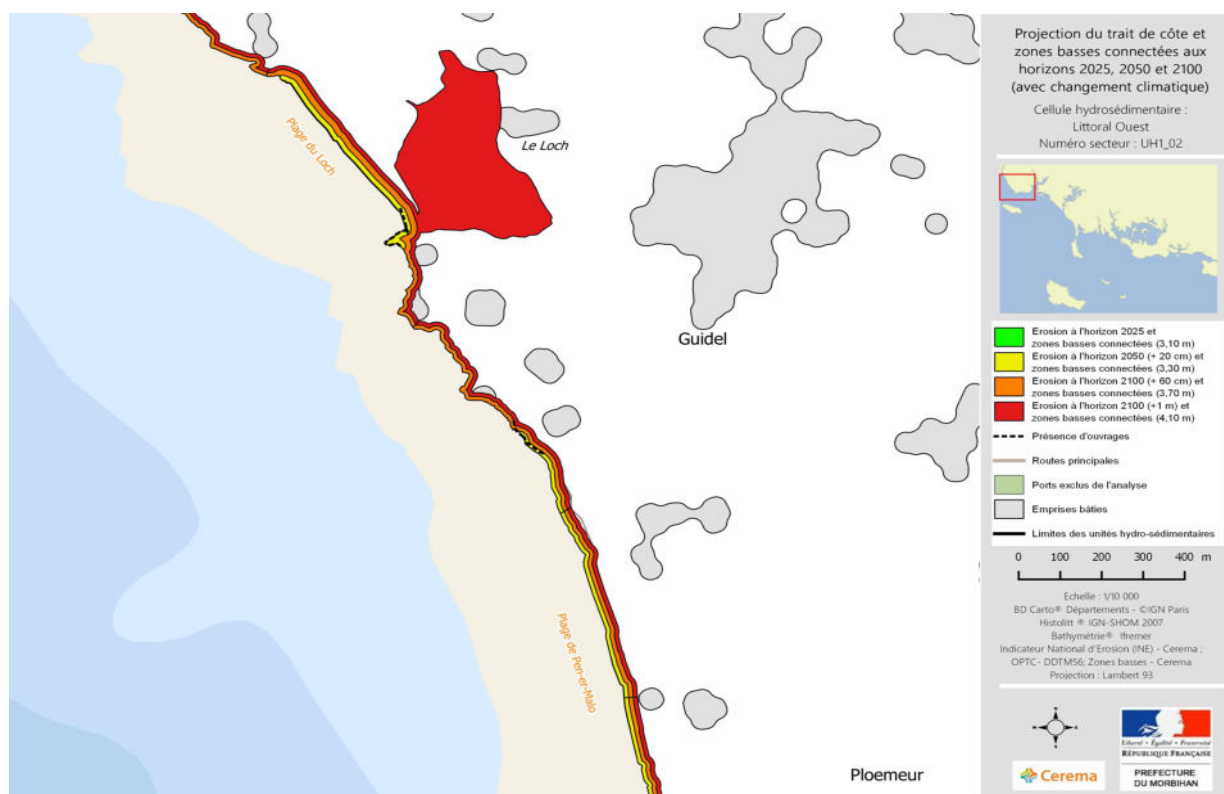 Plage du Loch
Le Loch
Guidel
Plage de Pen-er-Malo
Ploemeur
Projection du trait de côte et
zones basses connectées aux
horizons 2025, 2050 et 2100
(avec changement climatique)
Cellule hydrosédimentaire :
Littoral Ouest
Numéro secteur : UH1_02
Erosion à l'horizon 2025 et
zones basses connectées (3,10 m)
Erosion à l'horizon 2050 (+ 20 cm) et
zones basses connectées (3,30 m)
Erosion à l'horizon 2100 (+ 60 cm) et
zones basses connectées (3,70 m)
Erosion à l'horizon 2100 (+1 m) et
zones basses connectées (4,10 m)
Présence d'ouvrages
Routes principales
Ports exclus de l'analyse
Emprises bâties
Limites des unités hydro-sédimentaires
0 100 200 300 400 m
Echelle : 1/10 000
BD Carto® Départements - ©IGN Paris
Histolitt ® IGN-SHOM 2007
Bathymétrie® Ifremer
Indicateur National d'Erosion (INE) - Cerema ;
OPTC- DDTM56; Zones basses - Cerema
Projection : Lambert 93
Cerema
Liberté • Égalité • Fraternité
RÉPUBLIQUE FRANÇAISE
PREFECTURE
DU MORBIHAN